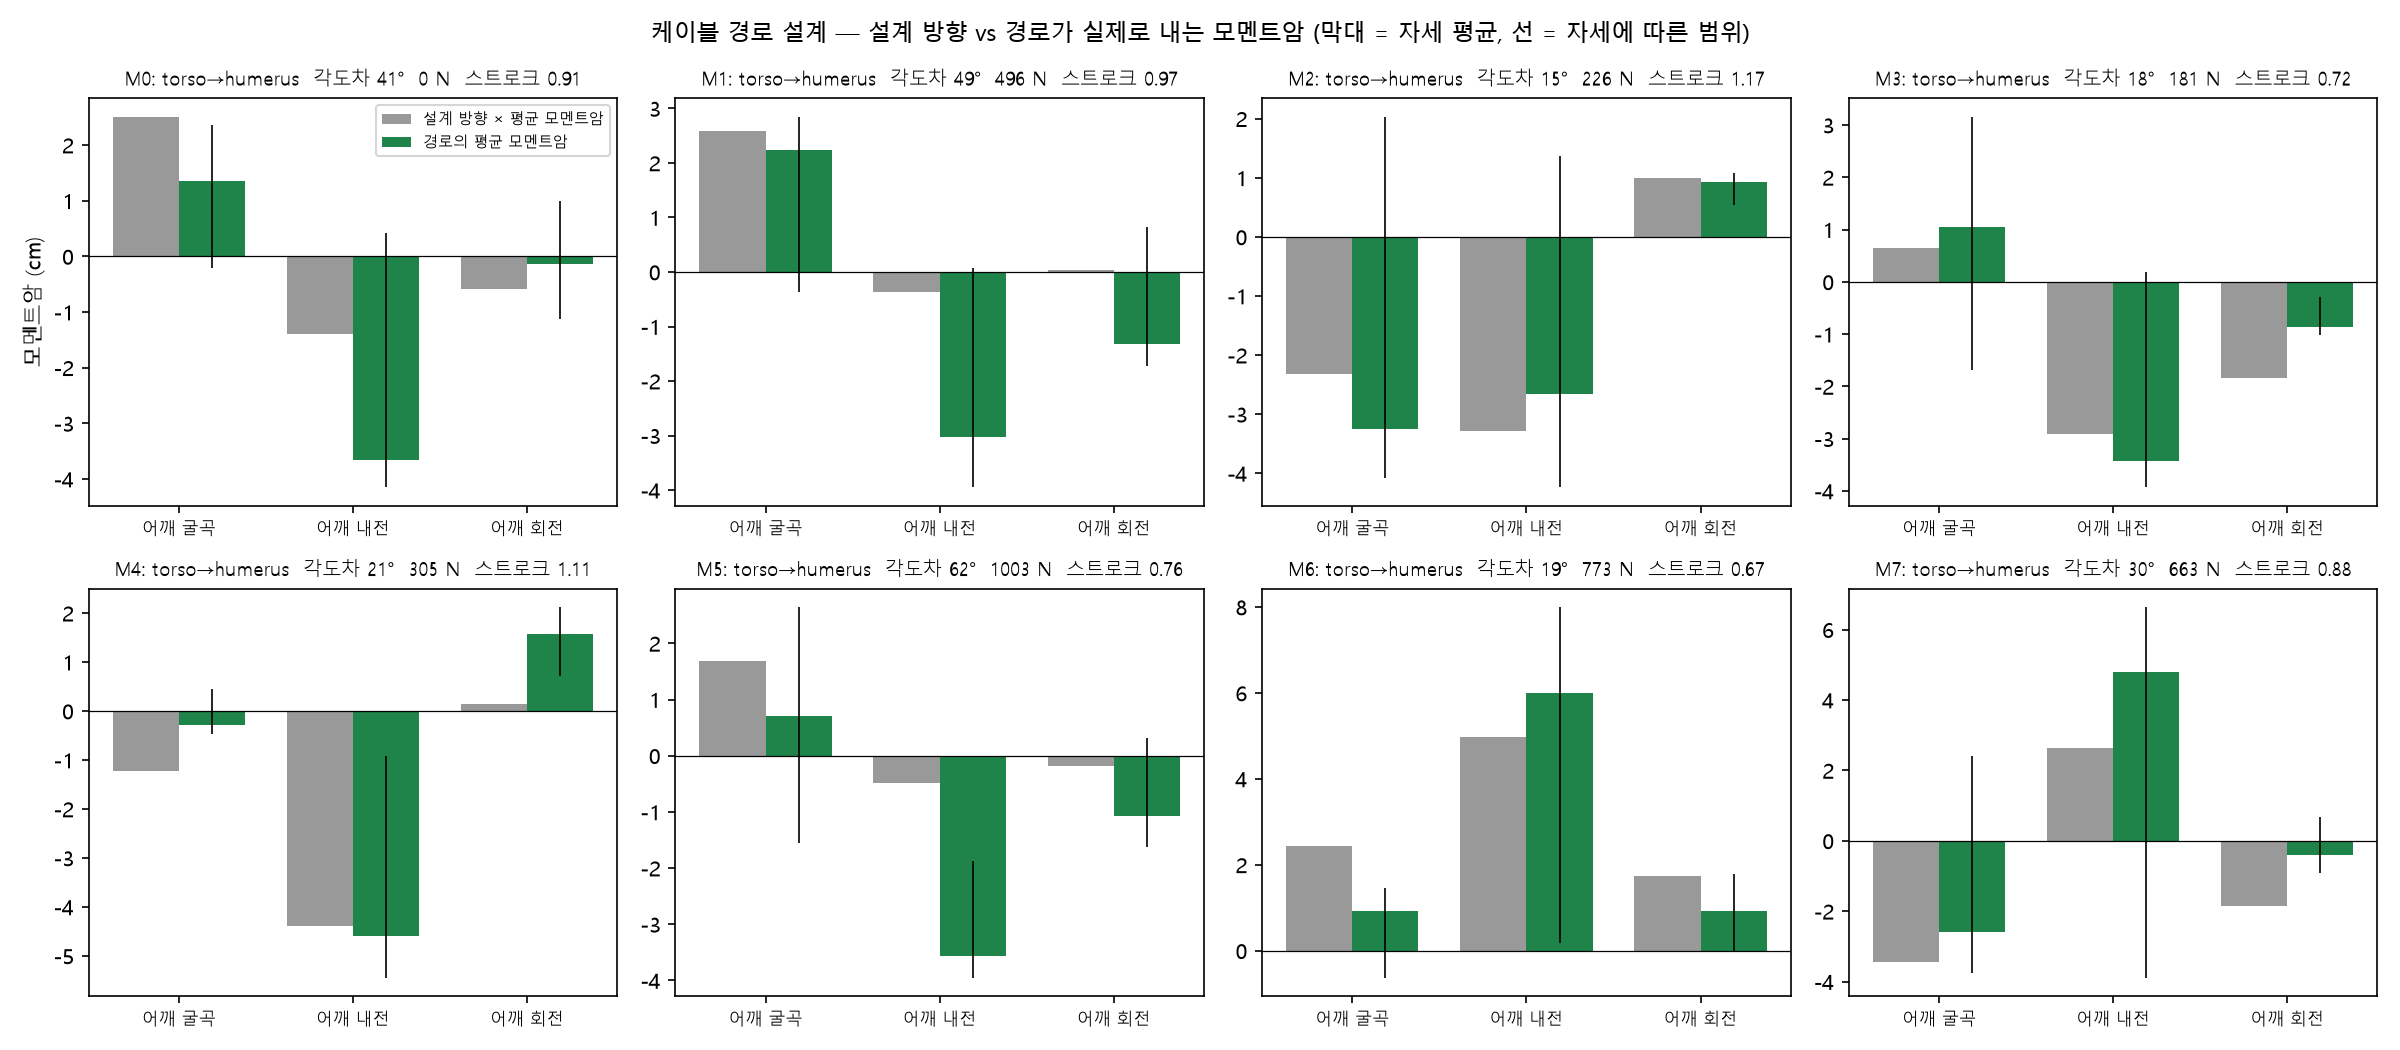 케이블 경로 설계 — 설계 방향 vs 경로가 실제로 내는 모멘트암 (막대 = 자세 평균, 선 = 자세에 따른 범위)
M0: torso→humerus 각도차 41° 0 N 스트로크 0.91
설계 방향 × 평균 모멘트암
경로의 평균 모멘트암
모멘트암 (cm)
2
1
0
-1
-2
-3
-4
어깨 굴곡
어깨 내전
어깨 회전
M1: torso→humerus 각도차 49° 496 N 스트로크 0.97
3
2
1
0
-1
-2
-3
-4
어깨 굴곡
어깨 내전
어깨 회전
M2: torso→humerus 각도차 15° 226 N 스트로크 1.17
2
1
0
-1
-2
-3
-4
어깨 굴곡
어깨 내전
어깨 회전
M3: torso→humerus 각도차 18° 181 N 스트로크 0.72
3
2
1
0
-1
-2
-3
-4
어깨 굴곡
어깨 내전
어깨 회전
M4: torso→humerus 각도차 21° 305 N 스트로크 1.11
2
1
0
-1
-2
-3
-4
-5
어깨 굴곡
어깨 내전
어깨 회전
M5: torso→humerus 각도차 62° 1003 N 스트로크 0.76
2
1
0
-1
-2
-3
-4
어깨 굴곡
어깨 내전
어깨 회전
M6: torso→humerus 각도차 19° 773 N 스트로크 0.67
8
6
4
2
0
어깨 굴곡
어깨 내전
어깨 회전
M7: torso→humerus 각도차 30° 663 N 스트로크 0.88
6
4
2
0
-2
-4
어깨 굴곡
어깨 내전
어깨 회전